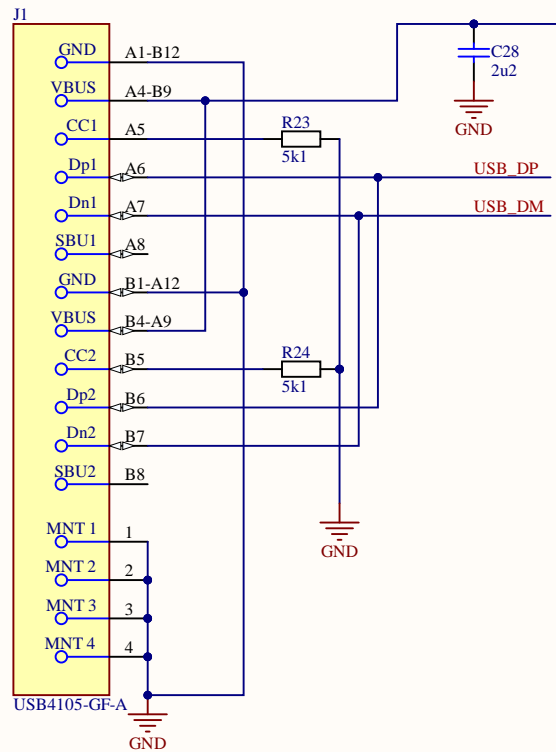 J1
GND A1-B12
VBUS A4-B9
CC1 A5
Dp1 A6
Dn1 A7
SBU1 A8
GND B1-A12
VBUS B4-A9
CC2 B5
Dp2 B6
Dn2 B7
SBU2 B8
MNT 1 1
MNT 2 2
MNT 3 3
MNT 4 4
USB4105-GF-A
GND
R23
5k1
R24
5k1
GND
C28
2u2
GND
USB_DP
USB_DM